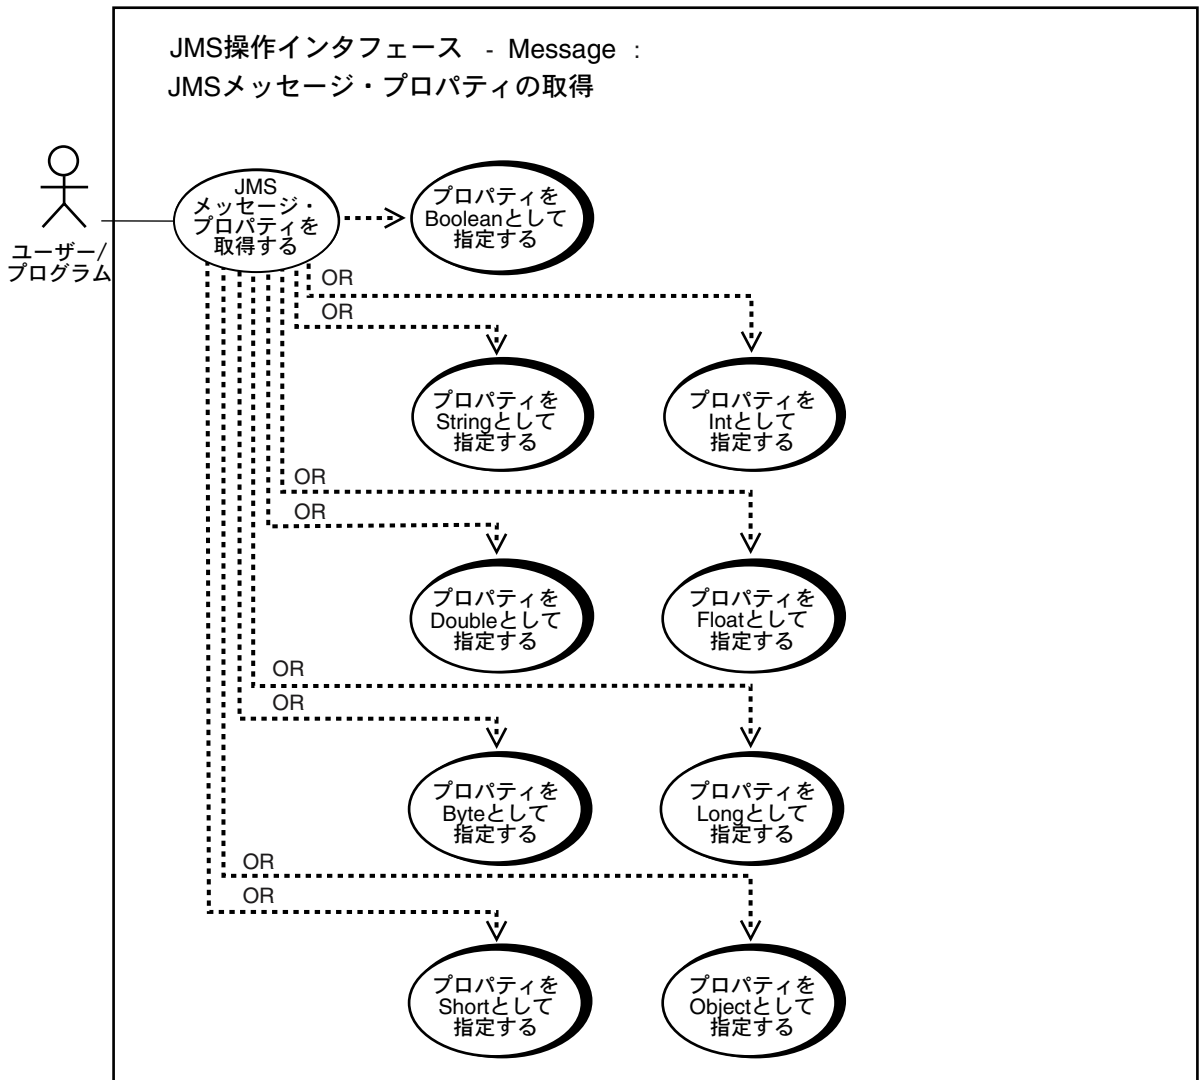 JMS操作インタフェース - Message :
JMSメッセージ・プロパティの取得
ユーザー/
プログラム
JMS
メッセージ・
プロパティを
取得する
プロパティを
Booleanとして
指定する
OR
OR
プロパティを
Stringとして
指定する
プロパティを
Intとして
指定する
OR
OR
プロパティを
Doubleとして
指定する
プロパティを
Floatとして
指定する
OR
OR
プロパティを
Byteとして
指定する
プロパティを
Longとして
指定する
OR
OR
プロパティを
Shortとして
指定する
プロパティを
Objectとして
指定する